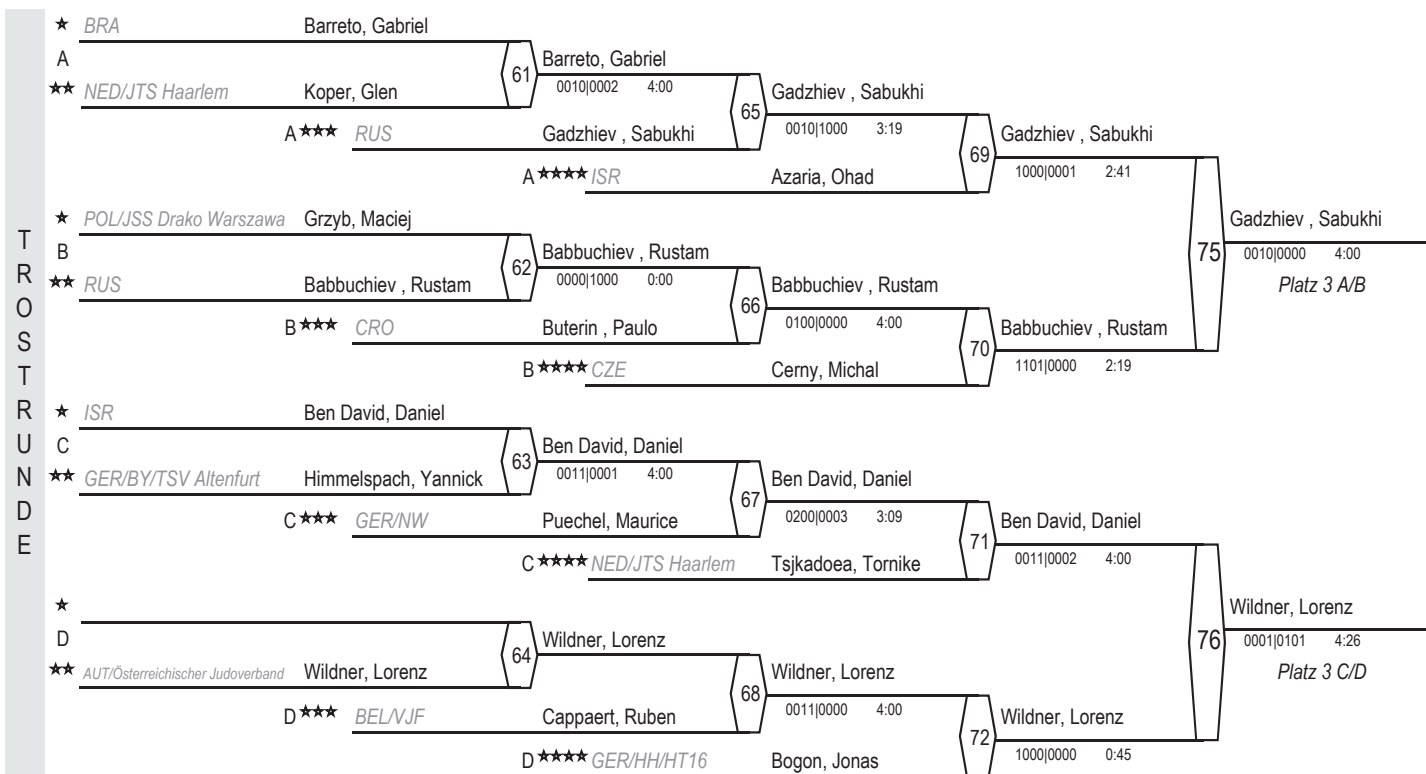 TROSTRUNDE
★ BRA Barreto, Gabriel
A
★★ NED/JTS Haarlem Koper, Glen
61
Barreto, Gabriel
0010|0002 4:00
A ★★★ RUS Gadzhiev , Sabukhi
65
Gadzhiev , Sabukhi
0010|1000 3:19
A ★★★★ ISR Azaria, Ohad
69
Gadzhiev , Sabukhi
1000|0001 2:41
★ POL/JSS Drako Warszawa Grzyb, Maciej
B
★★ RUS Babbuchiev , Rustam
62
Babbuchiev , Rustam
0000|1000 0:00
B ★★★ CRO Buterin , Paulo
66
Babbuchiev , Rustam
0100|0000 4:00
B ★★★★ CZE Cerny, Michal
70
Babbuchiev , Rustam
1101|0000 2:19
75
Gadzhiev , Sabukhi
0010|0000 4:00
Platz 3 A/B
★ ISR Ben David, Daniel
C
★★ GER/BY/TSV Altenfurt Himmelspach, Yannick
63
Ben David, Daniel
0011|0001 4:00
C ★★★ GER/NW Puechel, Maurice
67
Ben David, Daniel
0200|0003 3:09
C ★★★★ NED/JTS Haarlem Tsjkadoea, Tornike
71
Ben David, Daniel
0011|0002 4:00
★
D
★★ AUT/Österreichischer Judoverband Wildner, Lorenz
64
Wildner, Lorenz
D ★★★ BEL/VJF Cappaert, Ruben
68
Wildner, Lorenz
0011|0000 4:00
D ★★★★ GER/HH/HT16 Bogon, Jonas
72
Wildner, Lorenz
1000|0000 0:45
76
Wildner, Lorenz
0001|0101 4:26
Platz 3 C/D